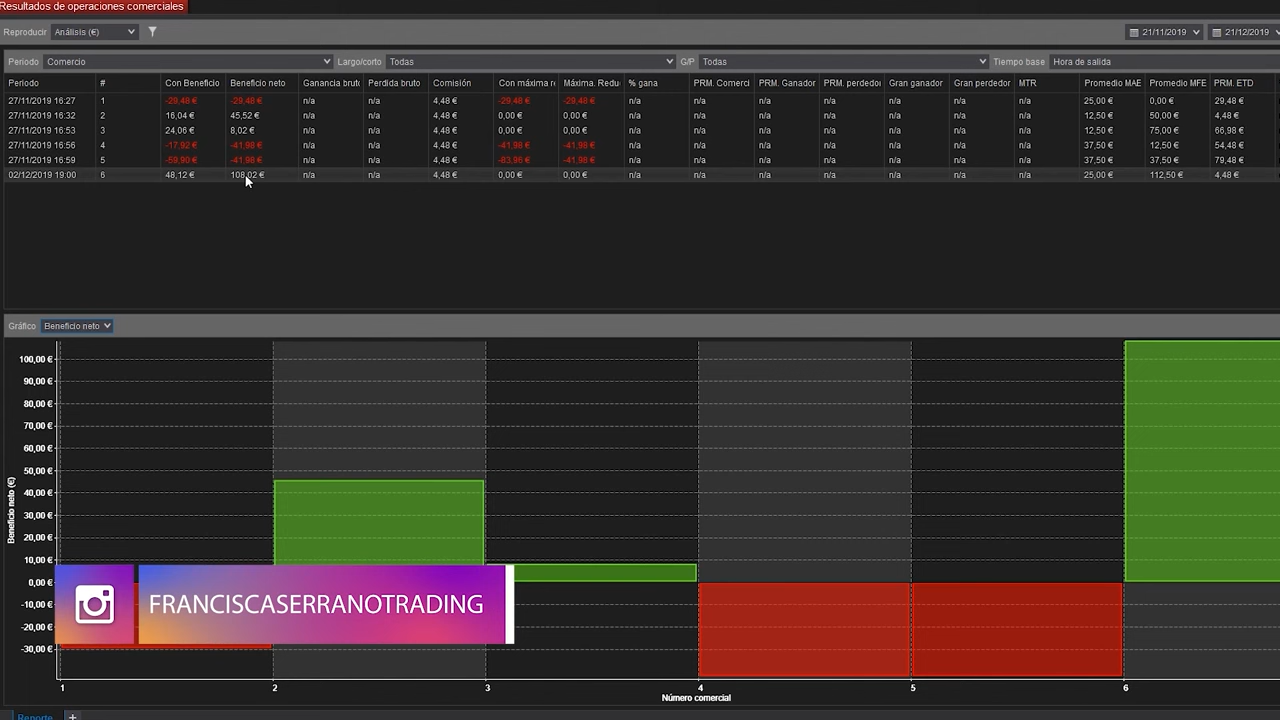 Resultados de operaciones comerciales
Reproducir Análisis (€) 21/11/2019 21/12/2019
Periodo Comercio Largo/corto Todas G/P Todas Tiempo base Hora de salida
Periodo # Con Beneficio Beneficio neto Ganancia brut Perdida bruto Comisión Con máxima r Máxima. Redu % gana PRM. Comerci PRM. Ganador PRM. perdedor Gran ganador Gran perdedor MTR Promedio MAE Promedio MFE PRM. ETD
27/11/2019 16:27 1 -29,48 € -29,48 € n/a n/a 4,48 € -29,48 € -29,48 € n/a n/a n/a n/a n/a n/a n/a 25,00 € 0,00 € 29,48 €
27/11/2019 16:32 2 16,04 € 45,52 € n/a n/a 4,48 € 0,00 € 0,00 € n/a n/a n/a n/a n/a n/a n/a 12,50 € 50,00 € 4,48 €
27/11/2019 16:53 3 24,06 € 8,02 € n/a n/a 4,48 € 0,00 € 0,00 € n/a n/a n/a n/a n/a n/a n/a 12,50 € 75,00 € 66,98 €
27/11/2019 16:56 4 -17,92 € -41,98 € n/a n/a 4,48 € -41,98 € -41,98 € n/a n/a n/a n/a n/a n/a n/a 37,50 € 12,50 € 54,48 €
27/11/2019 16:59 5 -59,90 € -41,98 € n/a n/a 4,48 € -83,96 € -41,98 € n/a n/a n/a n/a n/a n/a n/a 37,50 € 37,50 € 79,48 €
02/12/2019 19:00 6 48,12 € 108,02 € n/a n/a 4,48 € 0,00 € 0,00 € n/a n/a n/a n/a n/a n/a n/a 25,00 € 112,50 € 4,48 €
Gráfico Beneficio neto
100,00 €
90,00 €
80,00 €
70,00 €
60,00 €
50,00 €
40,00 €
30,00 €
20,00 €
10,00 €
0,00 €
-10,00 €
-20,00 €
-30,00 €
Beneficio neto (€)
FRANCISCASERRANOTRADING
1 2 3 4 5 6
Número comercial
Reporte +